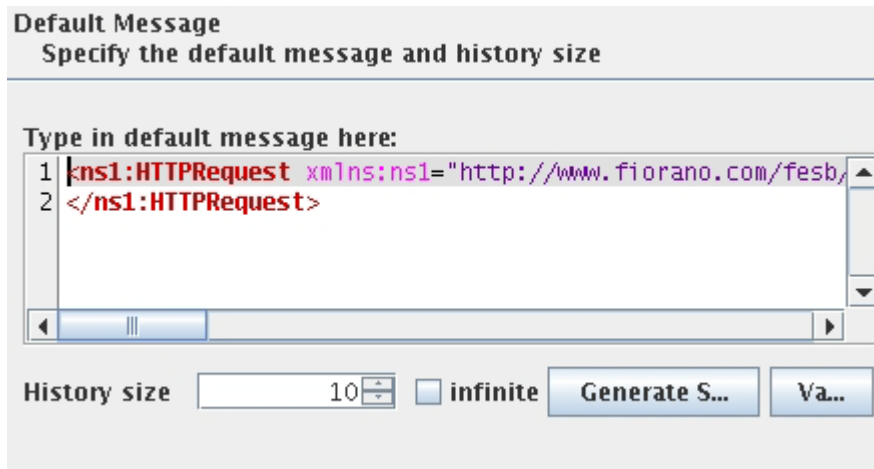 Default Message
Specify the default message and history size
Type in default message here:
1 <ns1:HTTPRequest xmlns:ns1="http://www.fiorano.com/fesb/
2 </ns1:HTTPRequest>
History size 10 infinite Generate S... Va...